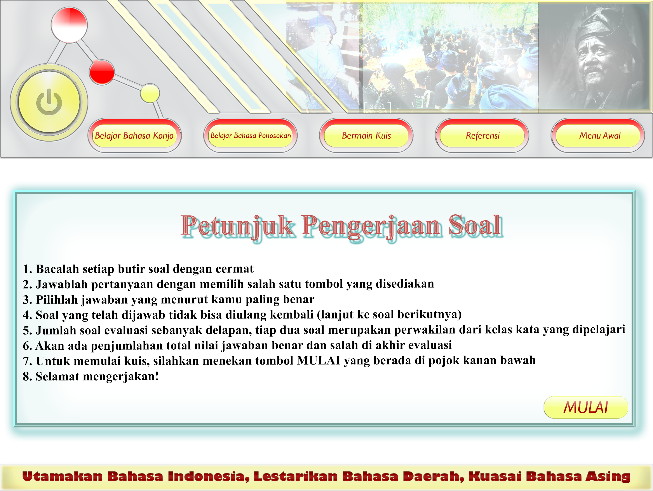 Belajar Bahasa Konjo
Belajar Bahasa Ponosokan
Bermain Kuis
Referensi
Menu Awal
Petunjuk Pengerjaan Soal
1. Bacalah setiap butir soal dengan cermat
2. Jawablah pertanyaan dengan memilih salah satu tombol yang disediakan
3. Pilihlah jawaban yang menurut kamu paling benar
4. Soal yang telah dijawab tidak bisa diulang kembali (lanjut ke soal berikutnya)
5. Jumlah soal evaluasi sebanyak delapan, tiap dua soal merupakan perwakilan dari kelas kata yang dipelajari
6. Akan ada penjumlahan total nilai jawaban benar dan salah di akhir evaluasi
7. Untuk memulai kuis, silahkan menekan tombol MULAI yang berada di pojok kanan bawah
8. Selamat mengerjakan!
MULAI
Utamakan Bahasa Indonesia, Lestarikan Bahasa Daerah, Kuasai Bahasa Asing